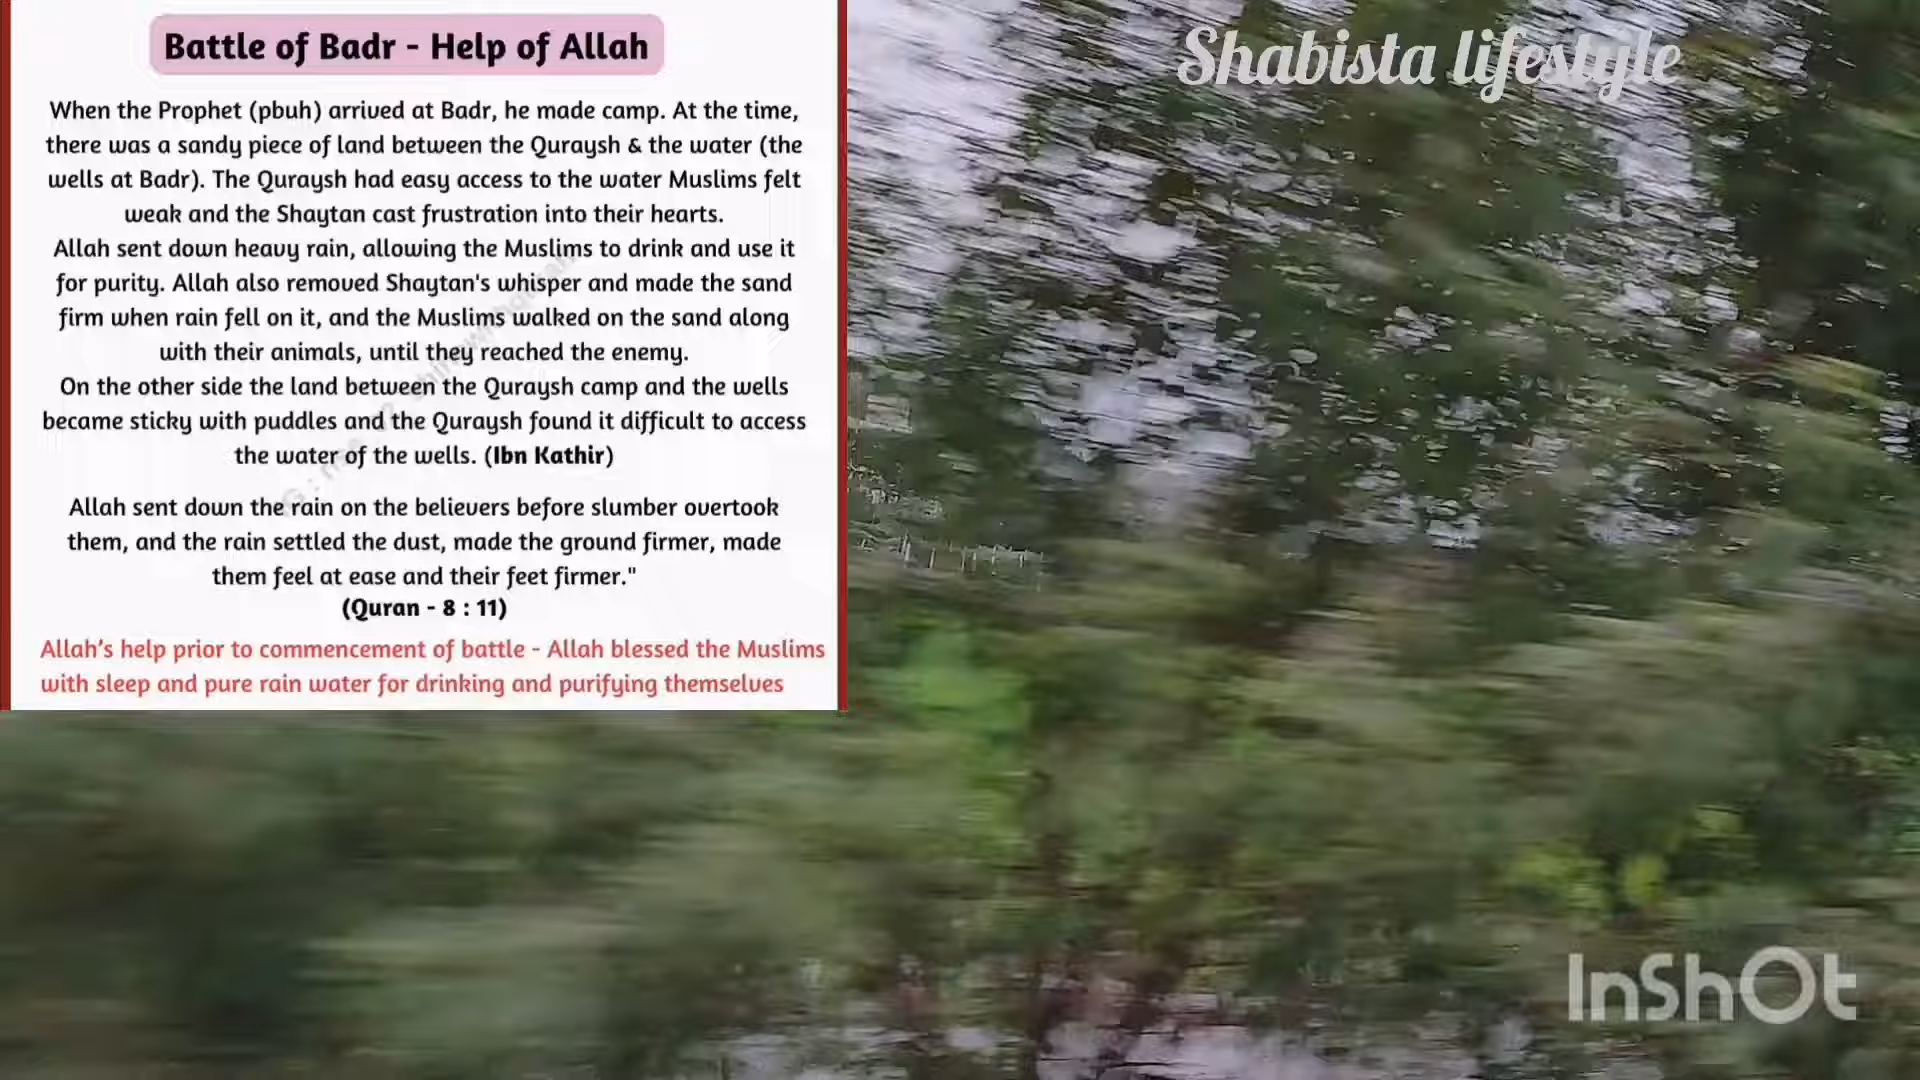 Battle of Badr - Help of Allah
When the Prophet (pbuh) arrived at Badr, he made camp. At the time,
there was a sandy piece of land between the Quraysh & the water (the
wells at Badr). The Quraysh had easy access to the water Muslims felt
weak and the Shaytan cast frustration into their hearts.
Allah sent down heavy rain, allowing the Muslims to drink and use it
for purity. Allah also removed Shaytan's whisper and made the sand
firm when rain fell on it, and the Muslims walked on the sand along
with their animals, until they reached the enemy.
On the other side the land between the Quraysh camp and the wells
became sticky with puddles and the Quraysh found it difficult to access
the water of the wells. (Ibn Kathir)
Allah sent down the rain on the believers before slumber overtook
them, and the rain settled the dust, made the ground firmer, made
them feel at ease and their feet firmer."
(Quran - 8 : 11)
Allah's help prior to commencement of battle - Allah blessed the Muslims
with sleep and pure rain water for drinking and purifying themselves
Shabista lifestyle
InShOt